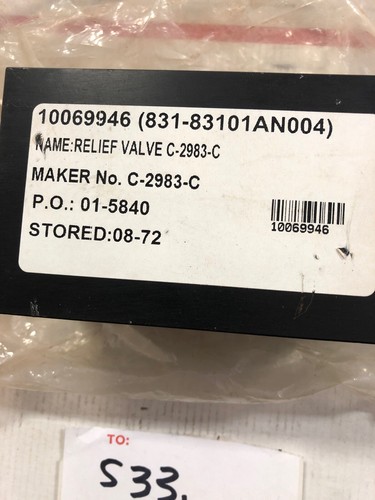 10069946 (831-83101AN004)
NAME:RELIEF VALVE C-2983-C
MAKER No. C-2983-C
P.O.: 01-5840
STORED:08-72
10069946
TO:
S33.